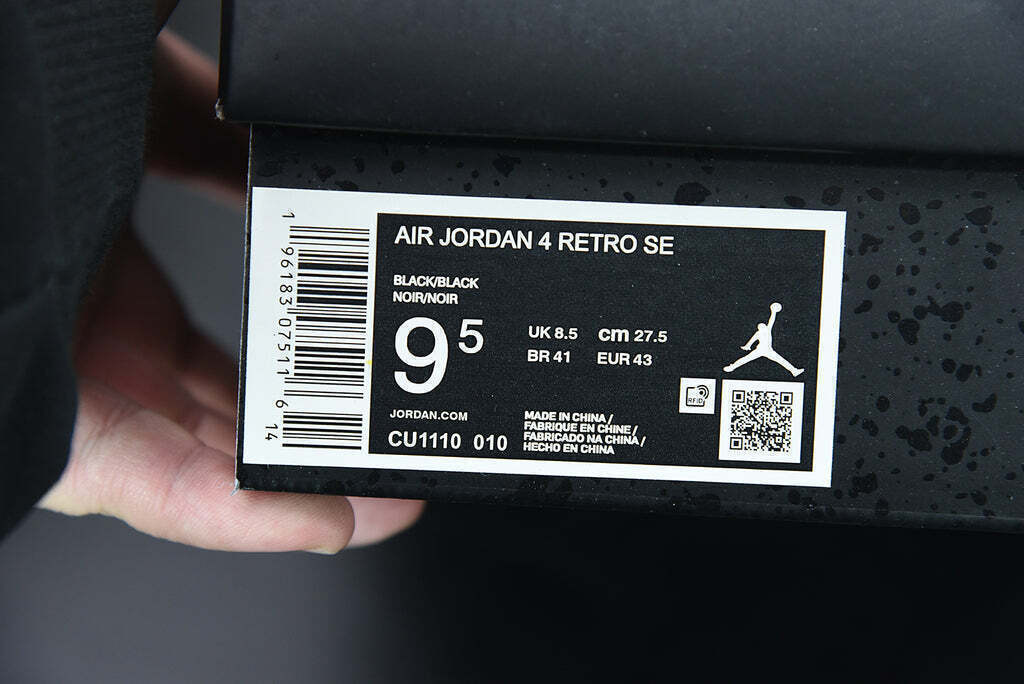 AIR JORDAN 4 RETRO SE
BLACK/BLACK
NOIR/NOIR
9⁵
UK 8.5 cm 27.5
BR 41 EUR 43
JORDAN.COM
CU1110 010
MADE IN CHINA /
FABRIQUE EN CHINE /
FABRICADO NA CHINA /
HECHO EN CHINA
RFID
1 96183 07511 6 14